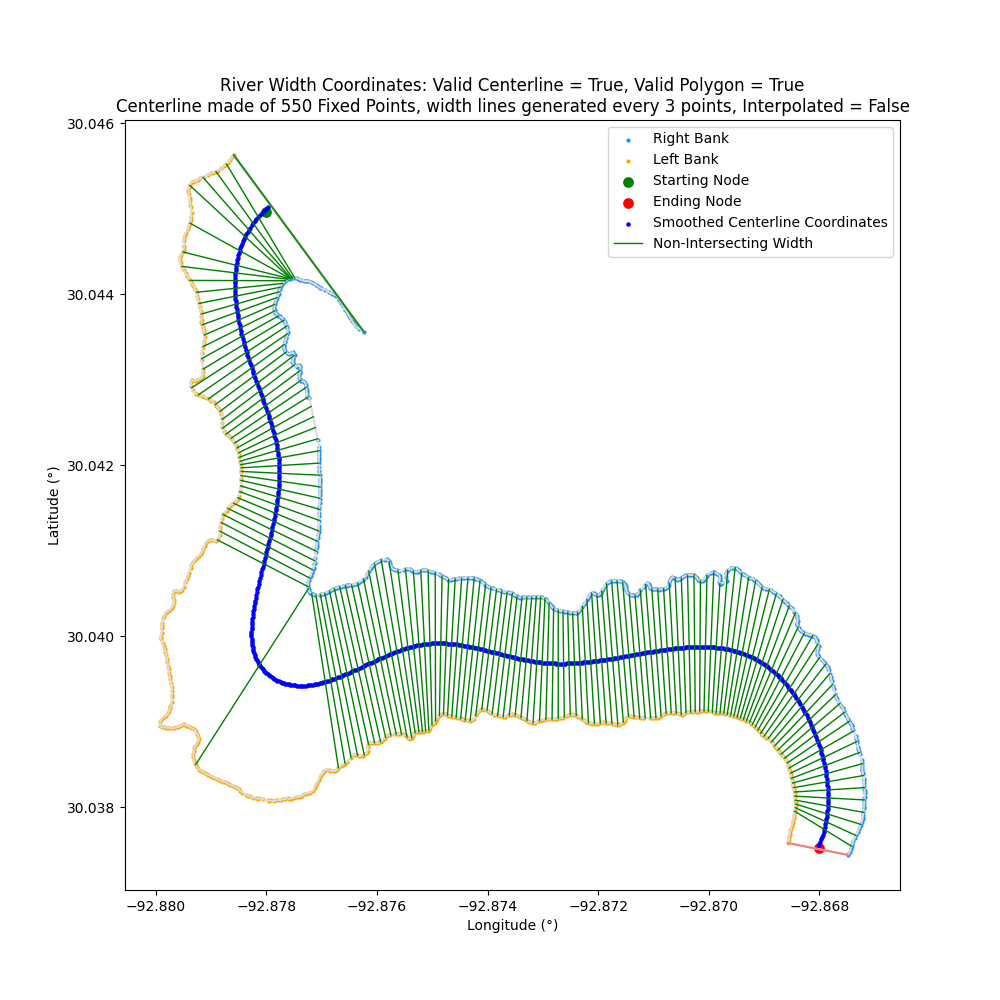 River Width Coordinates: Valid Centerline = True, Valid Polygon = True
Centerline made of 550 Fixed Points, width lines generated every 3 points, Interpolated = False
Right Bank
Left Bank
Starting Node
Ending Node
Smoothed Centerline Coordinates
Non-Intersecting Width
30.046
30.044
30.042
30.040
30.038
Latitude (°)
−92.880 −92.878 −92.876 −92.874 −92.872 −92.870 −92.868
Longitude (°)